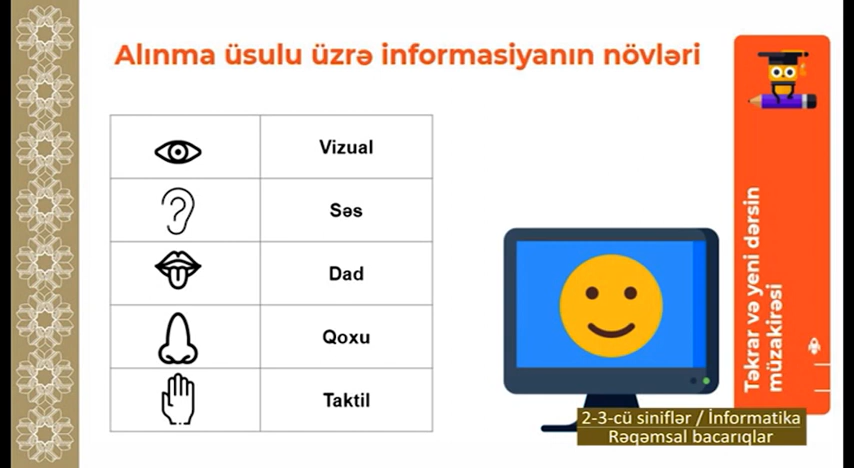 Alınma üsulu üzrə informasiyanın növləri
Vizual
Səs
Dad
Qoxu
Taktil
Təkrar və yeni dərsin
müzakirəsi
2-3-cü siniflər / İnformatika
Rəqəmsal bacarıqlar